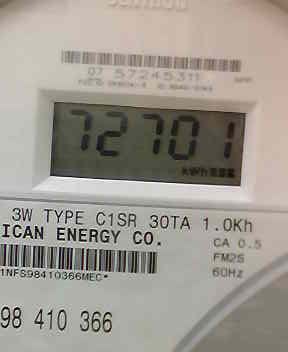 07 57245311
72701
kWh
3W TYPE C1SR 30TA 1.0Kh
ICAN ENERGY CO.
CA 0.5
FM2S
60Hz
1NFS98410366MEC*
98 410 366